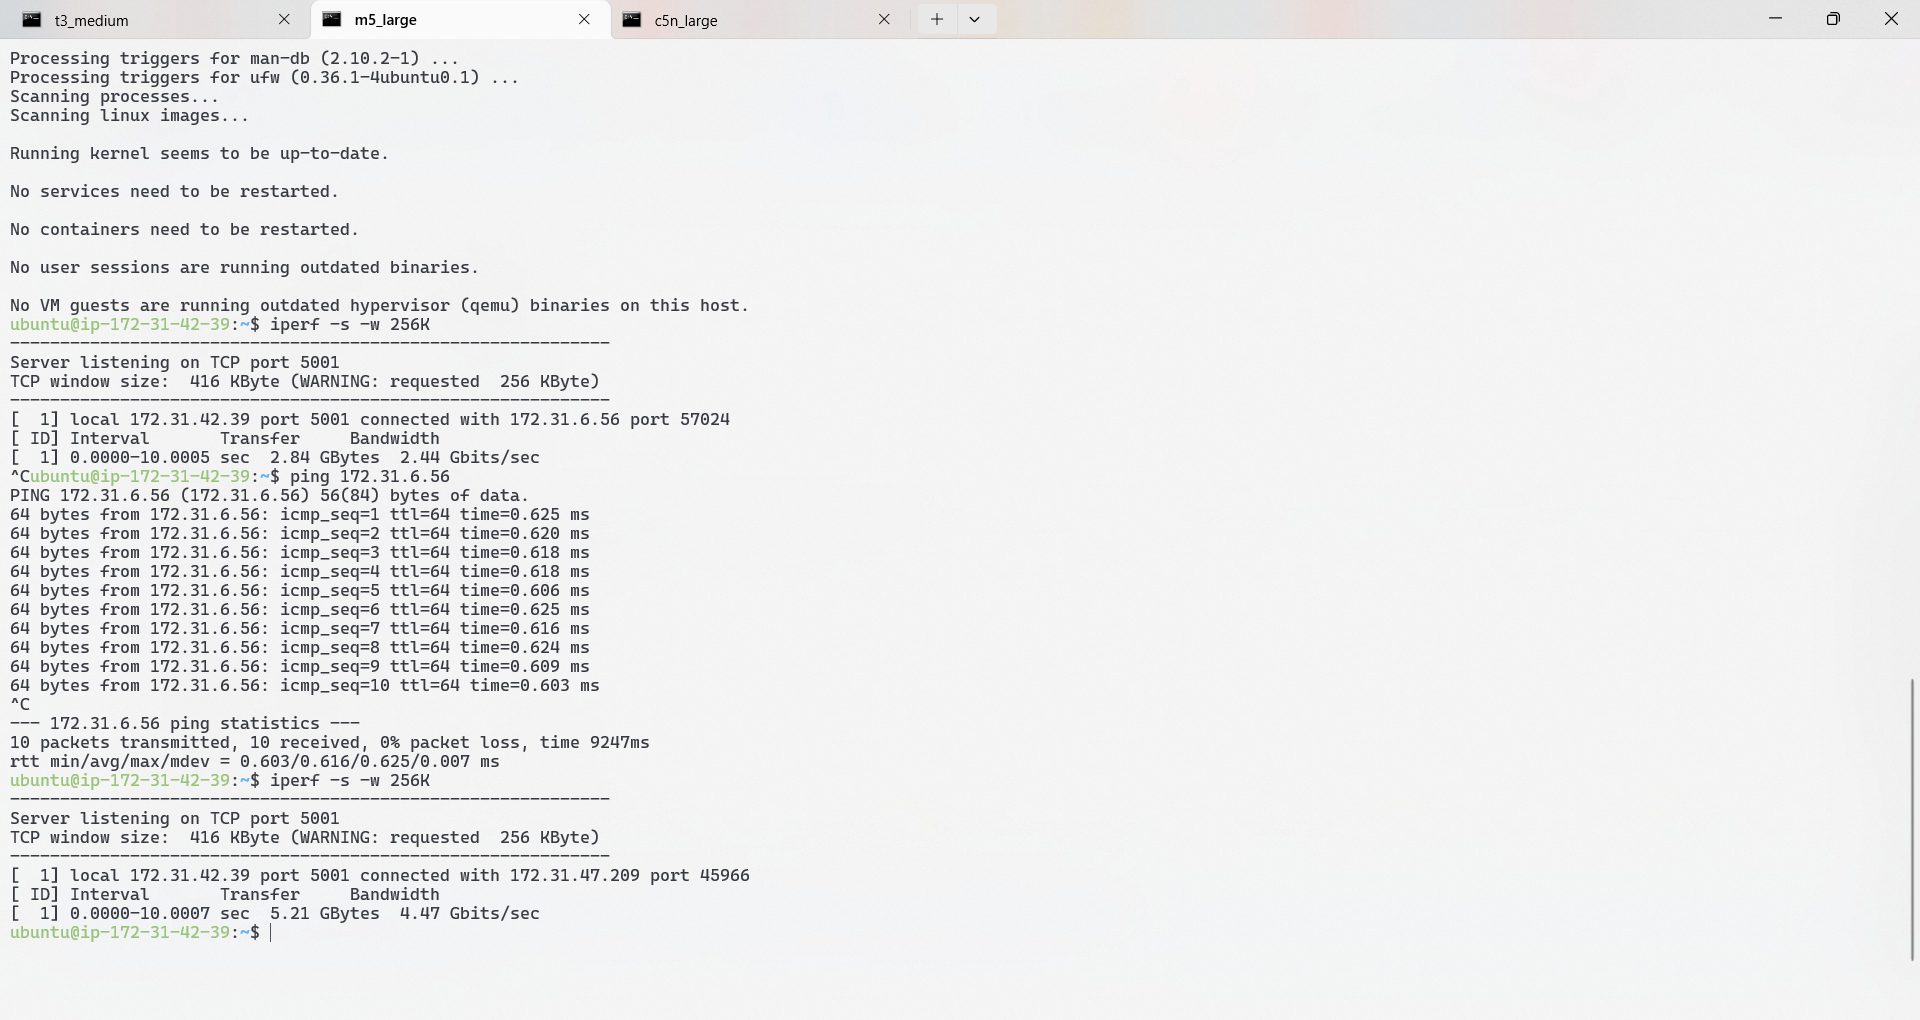 t3_medium
m5_large
c5n_large
Processing triggers for man-db (2.10.2-1) ...
Processing triggers for ufw (0.36.1-4ubuntu0.1) ...
Scanning processes...
Scanning linux images...
Running kernel seems to be up-to-date.
No services need to be restarted.
No containers need to be restarted.
No user sessions are running outdated binaries.
No VM guests are running outdated hypervisor (qemu) binaries on this host.
ubuntu@ip-172-31-42-39:~$ iperf -s -w 256K
------------------------------------------------------------
Server listening on TCP port 5001
TCP window size:  416 KByte (WARNING: requested  256 KByte)
------------------------------------------------------------
[  1] local 172.31.42.39 port 5001 connected with 172.31.6.56 port 57024
[ ID] Interval       Transfer     Bandwidth
[  1] 0.0000-10.0005 sec  2.84 GBytes  2.44 Gbits/sec
^Cubuntu@ip-172-31-42-39:~$ ping 172.31.6.56
PING 172.31.6.56 (172.31.6.56) 56(84) bytes of data.
64 bytes from 172.31.6.56: icmp_seq=1 ttl=64 time=0.625 ms
64 bytes from 172.31.6.56: icmp_seq=2 ttl=64 time=0.620 ms
64 bytes from 172.31.6.56: icmp_seq=3 ttl=64 time=0.618 ms
64 bytes from 172.31.6.56: icmp_seq=4 ttl=64 time=0.618 ms
64 bytes from 172.31.6.56: icmp_seq=5 ttl=64 time=0.606 ms
64 bytes from 172.31.6.56: icmp_seq=6 ttl=64 time=0.625 ms
64 bytes from 172.31.6.56: icmp_seq=7 ttl=64 time=0.616 ms
64 bytes from 172.31.6.56: icmp_seq=8 ttl=64 time=0.624 ms
64 bytes from 172.31.6.56: icmp_seq=9 ttl=64 time=0.609 ms
64 bytes from 172.31.6.56: icmp_seq=10 ttl=64 time=0.603 ms
^C
--- 172.31.6.56 ping statistics ---
10 packets transmitted, 10 received, 0% packet loss, time 9247ms
rtt min/avg/max/mdev = 0.603/0.616/0.625/0.007 ms
ubuntu@ip-172-31-42-39:~$ iperf -s -w 256K
------------------------------------------------------------
Server listening on TCP port 5001
TCP window size:  416 KByte (WARNING: requested  256 KByte)
------------------------------------------------------------
[  1] local 172.31.42.39 port 5001 connected with 172.31.47.209 port 45966
[ ID] Interval       Transfer     Bandwidth
[  1] 0.0000-10.0007 sec  5.21 GBytes  4.47 Gbits/sec
ubuntu@ip-172-31-42-39:~$